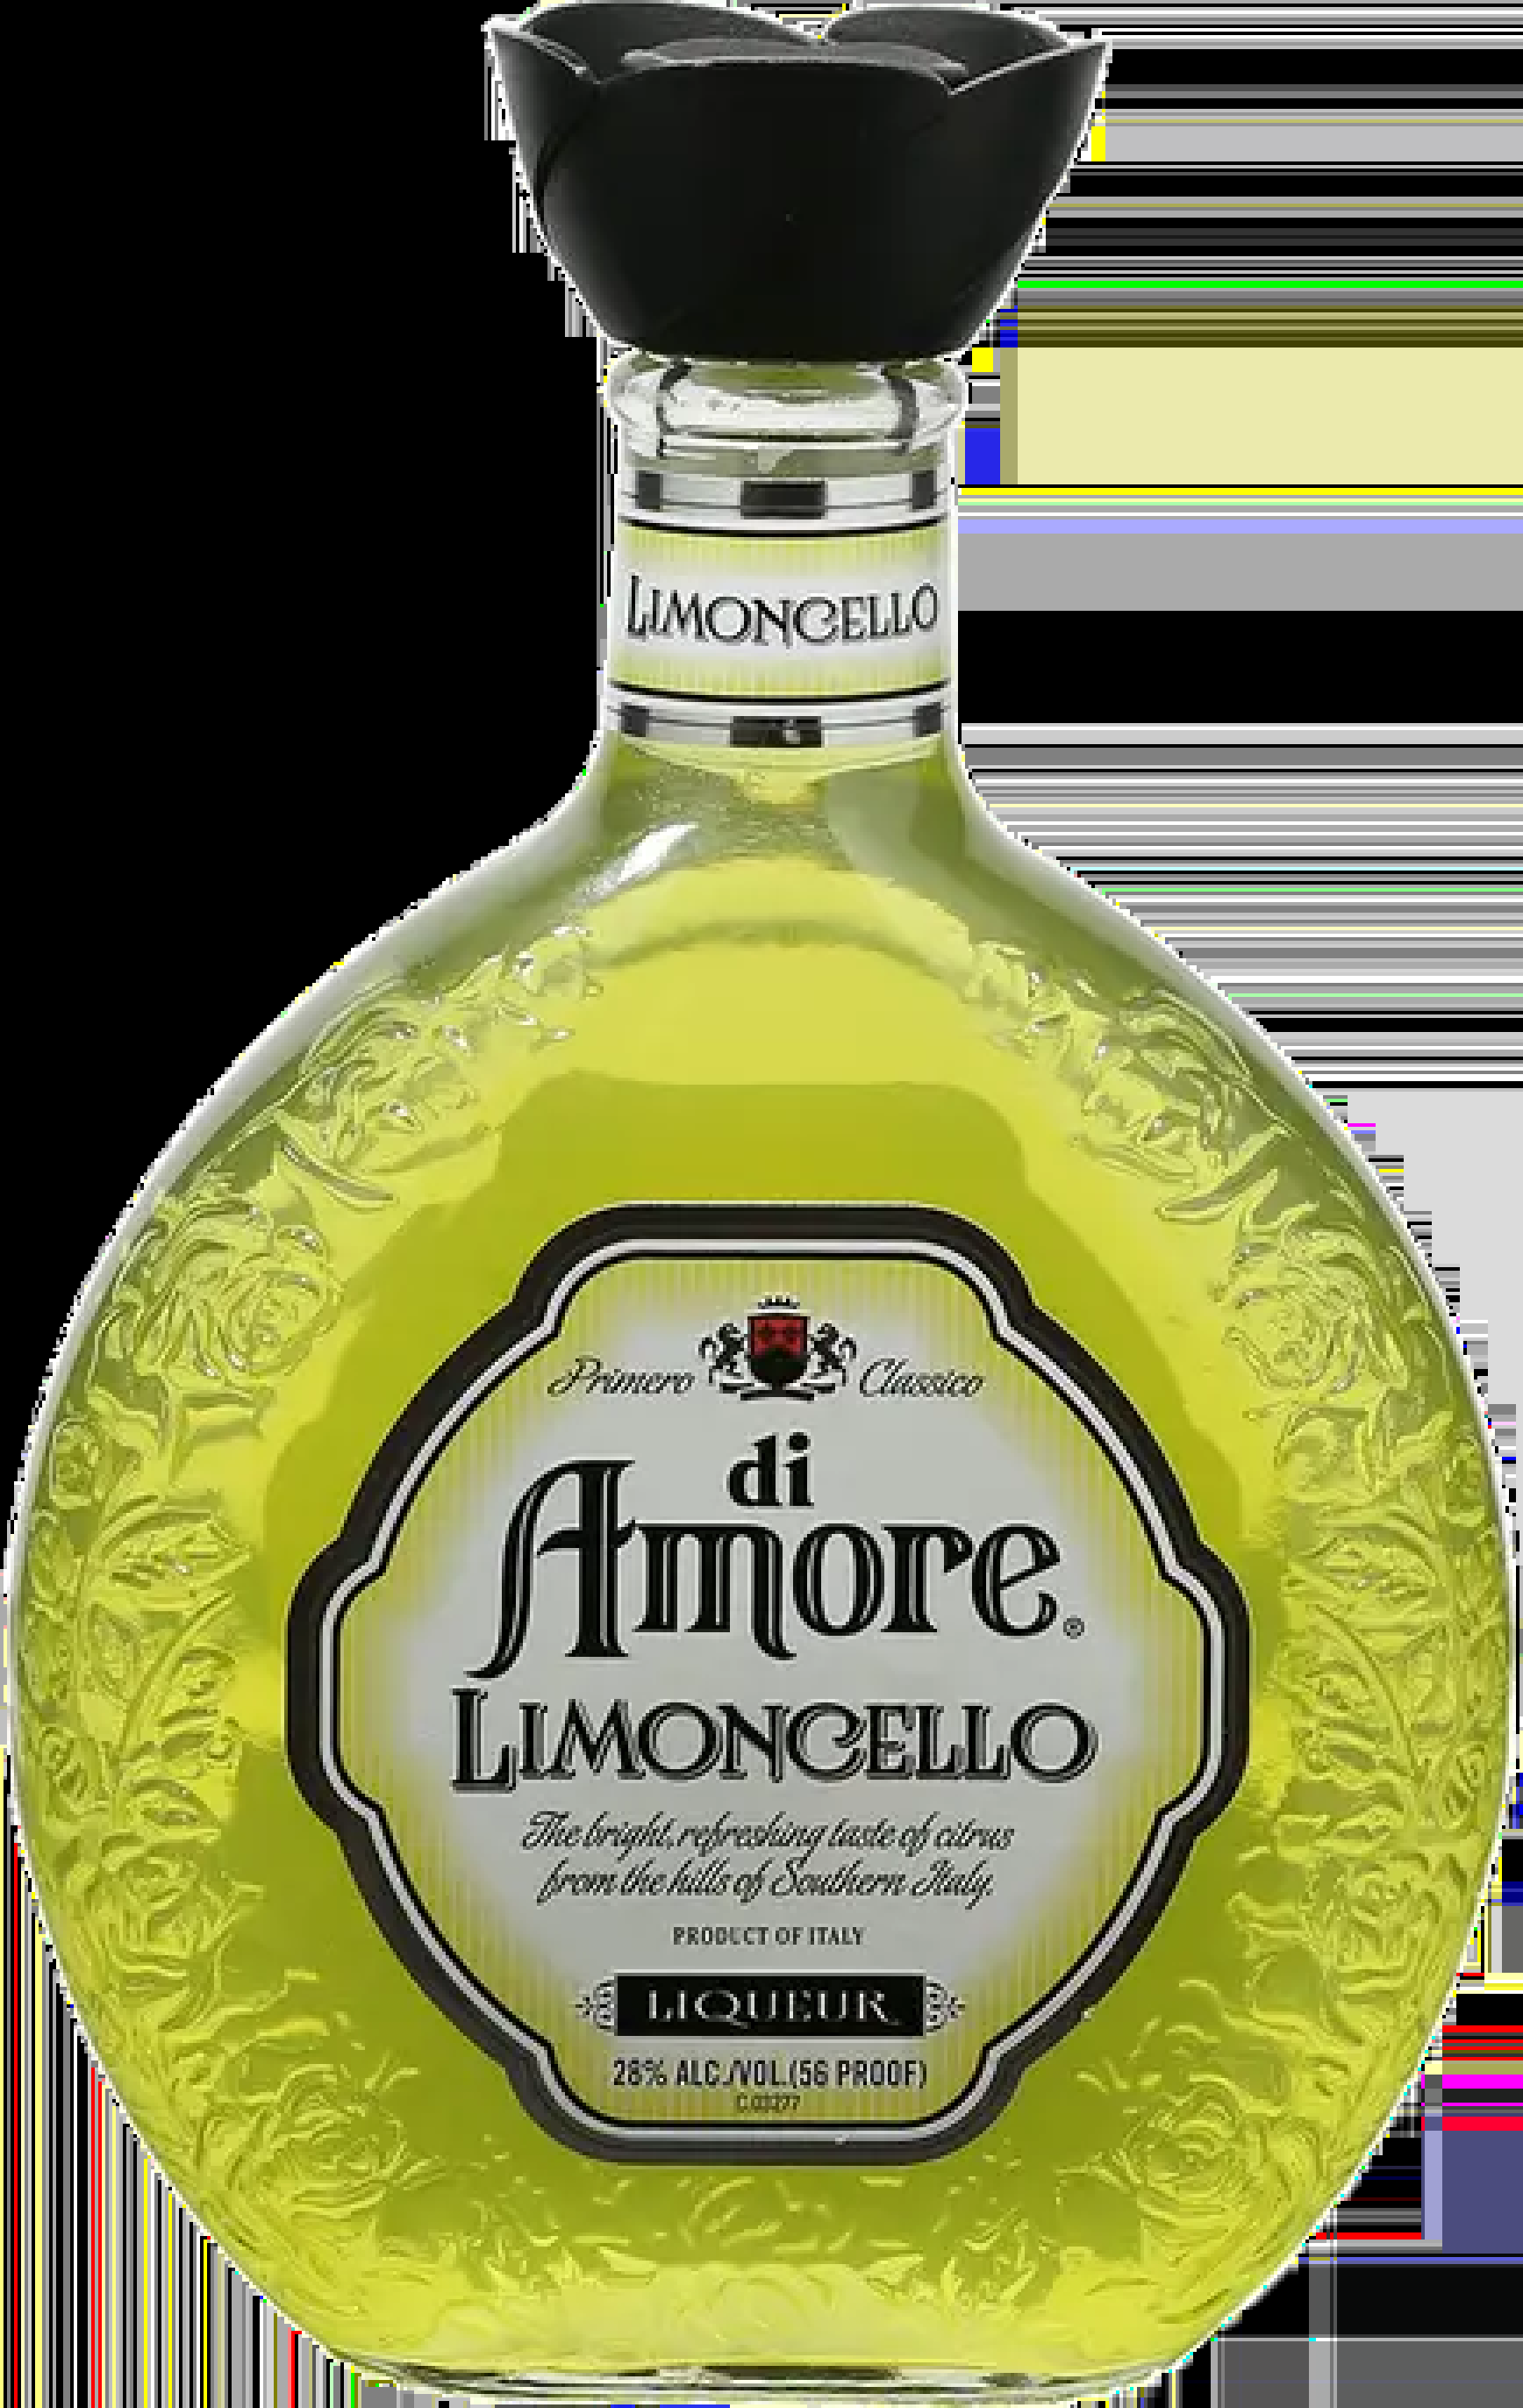 LIMONCELLO
Primero Classico
di
Amore®
LIMONCELLO
The bright, refreshing taste of citrus
from the hills of Southern Italy.
PRODUCT OF ITALY
LIQUEUR
28% ALC./VOL.(56 PROOF)
C.03277